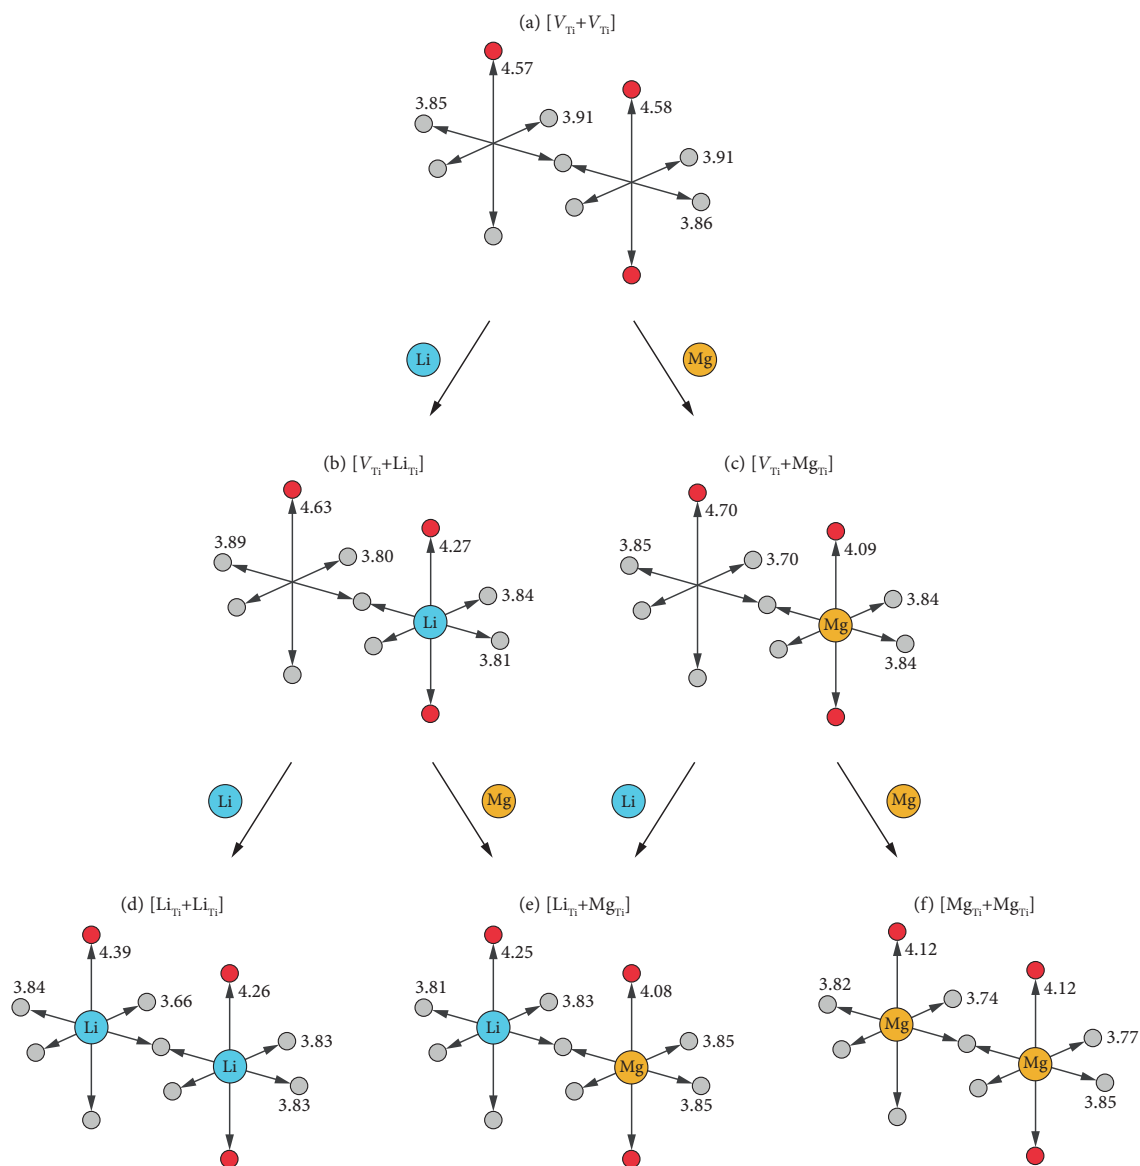 (a) [V_Ti+V_Ti]
4.57
4.58
3.85
3.91
3.91
3.86
Li
Mg
(b) [V_Ti+Li_Ti]
(c) [V_Ti+Mg_Ti]
4.63
4.27
3.89
3.80
3.84
Li
3.81
4.70
4.09
3.85
3.70
3.84
Mg
3.84
Li
Mg
Li
Mg
(d) [Li_Ti+Li_Ti]
(e) [Li_Ti+Mg_Ti]
(f) [Mg_Ti+Mg_Ti]
4.39
4.26
3.84
3.66
Li
3.83
Li
3.83
4.25
4.08
3.81
3.83
Li
3.85
Mg
3.85
4.12
4.12
3.82
3.74
Mg
3.77
Mg
3.85